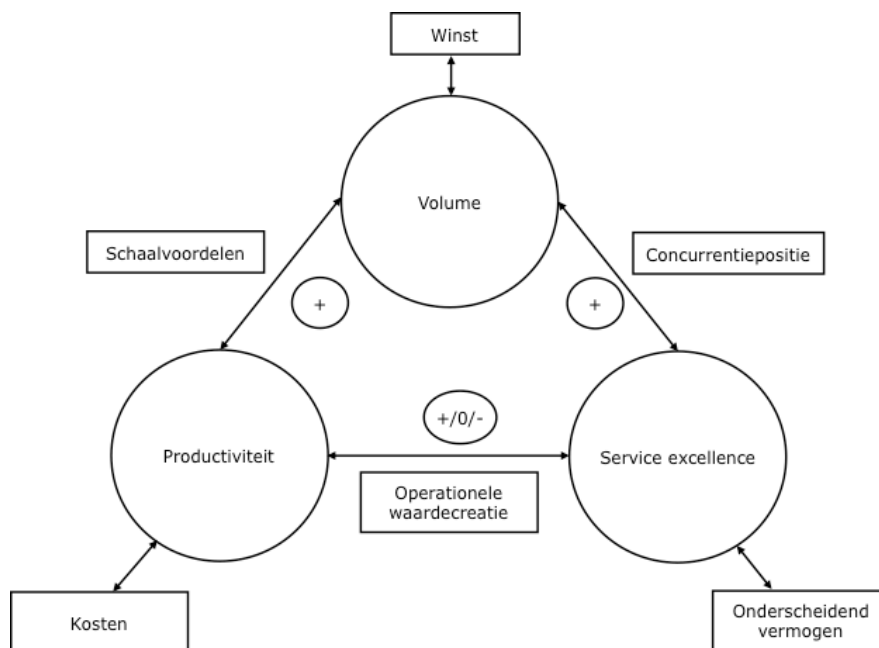 Winst
Volume
Schaalvoordelen
Concurrentiepositie
+
+
+/0/-
Productiviteit
Service excellence
Operationele
waardecreatie
Kosten
Onderscheidend
vermogen